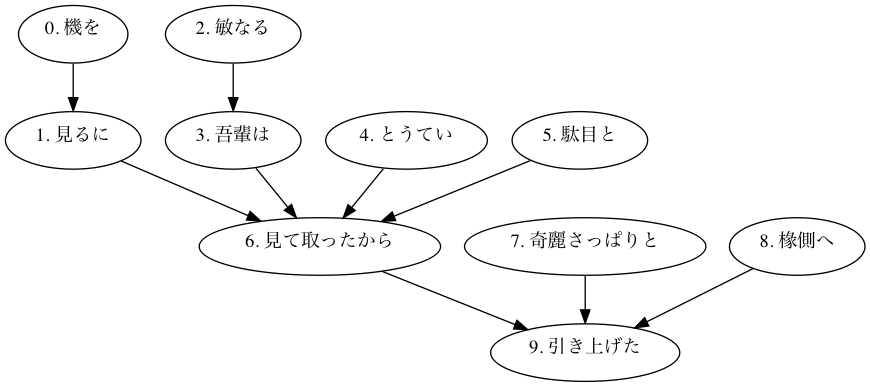 0. 機を
2. 敏なる
1. 見るに
3. 吾輩は
4. とうてい
5. 駄目と
6. 見て取ったから
7. 奇麗さっぱりと
8. 椽側へ
9. 引き上げた